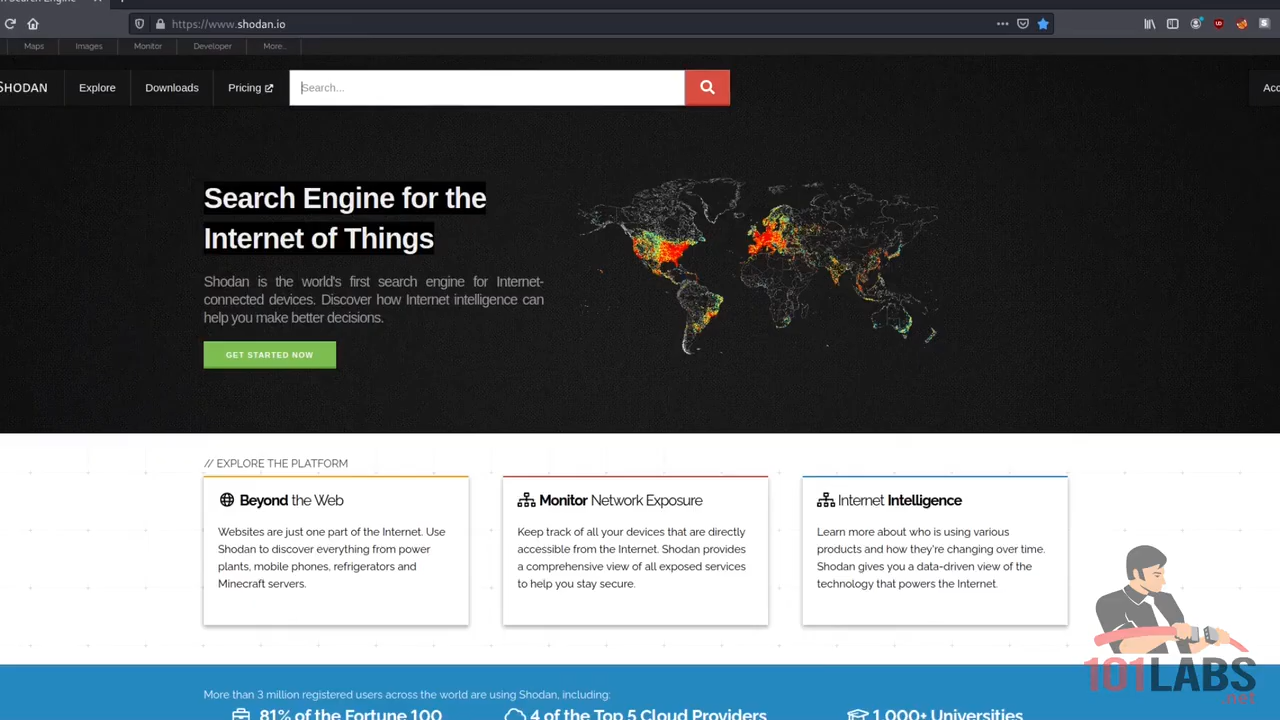 https://www.shodan.io
Maps
Images
Monitor
Developer
More...
SHODAN
Explore
Downloads
Pricing
Search...
Search Engine for the
Internet of Things
Shodan is the world's first search engine for Internet-
connected devices. Discover how Internet intelligence can
help you make better decisions.
GET STARTED NOW
// EXPLORE THE PLATFORM
Beyond the Web
Websites are just one part of the Internet. Use
Shodan to discover everything from power
plants, mobile phones, refrigerators and
Minecraft servers.
Monitor Network Exposure
Keep track of all your devices that are directly
accessible from the Internet. Shodan provides
a comprehensive view of all exposed services
to help you stay secure.
Internet Intelligence
Learn more about who is using various
products and how they're changing over time.
Shodan gives you a data-driven view of the
technology that powers the Internet.
101LABS
.net
More than 3 million registered users across the world are using Shodan, including:
81% of the Fortune 100
4 of the Top 5 Cloud Providers
1,000+ Universities